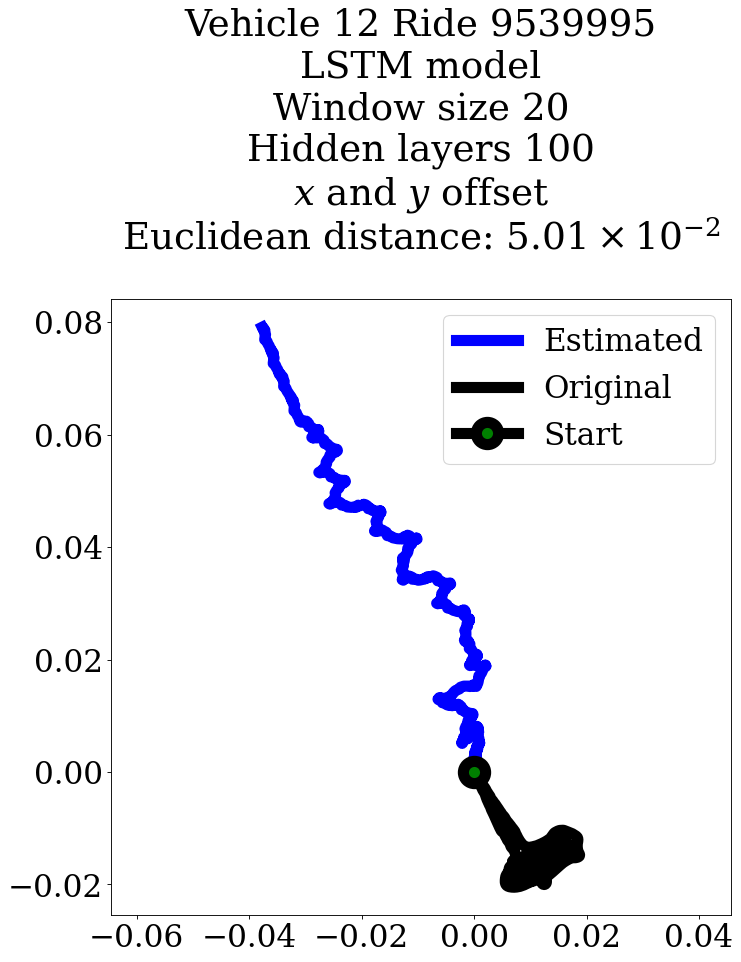 Vehicle 12 Ride 9539995
LSTM model
Window size 20
Hidden layers 100
x and y offset
Euclidean distance: 5.01 × 10⁻²
Estimated
Original
Start
0.08
0.06
0.04
0.02
0.00
−0.02
−0.06 −0.04 −0.02 0.00 0.02 0.04